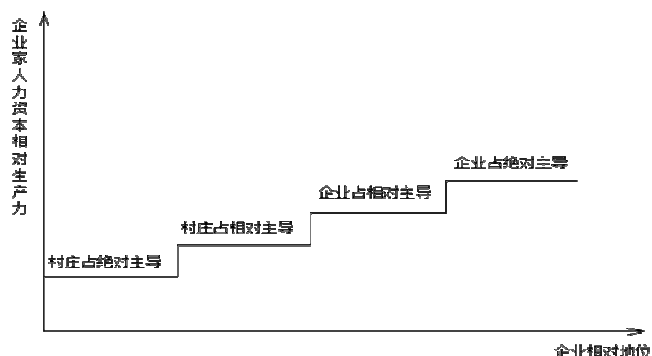 企业家人力资本相对生产力
企业占绝对主导
企业占相对主导
村庄占相对主导
村庄占绝对主导
企业相对地位